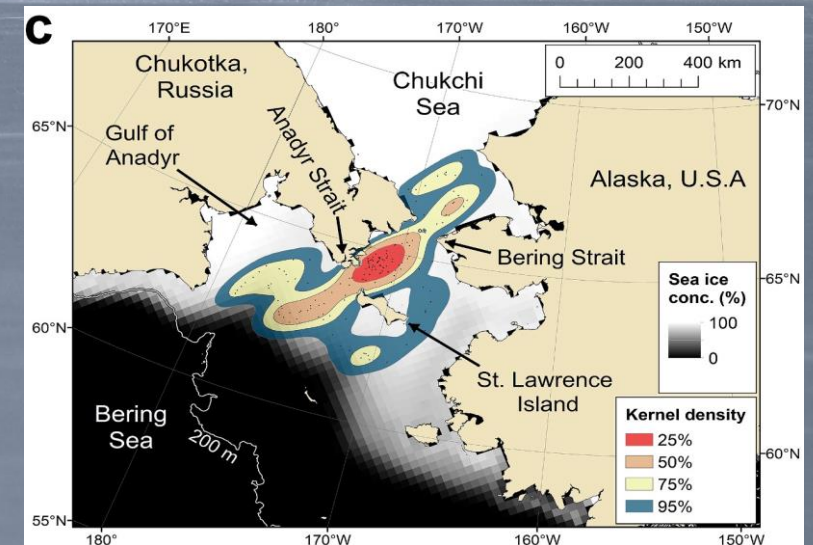 C
170°E
180°
170°W
160°W
150°W
Chukotka,
Russia
Chukchi
Sea
0
200
400 km
70°N
65°N
Gulf of
Anadyr
Anadyr Strait
Alaska, U.S.A
Bering Strait
65°N
Sea ice
conc. (%)
100
0
60°N
St. Lawrence
Island
Bering
Sea
200 m
Kernel density
25%
50%
75%
95%
60°N
55°N
180°
170°W
160°W
150°W